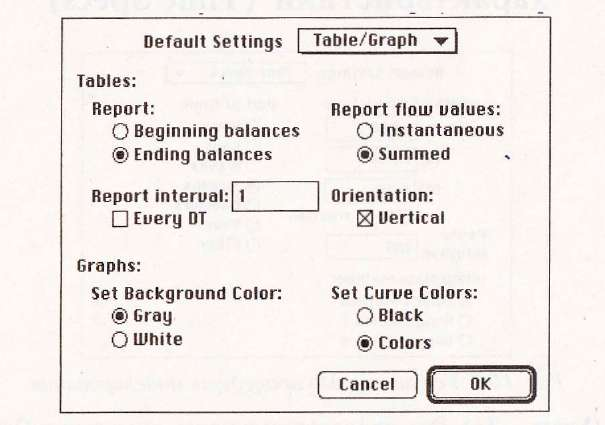 Default Settings Table/Graph
Tables:
Report: Report flow values:
Beginning balances Instantaneous
Ending balances Summed
Report interval: 1 Orientation:
Every DT Vertical
Graphs:
Set Background Color: Set Curve Colors:
Gray Black
White Colors
Cancel OK